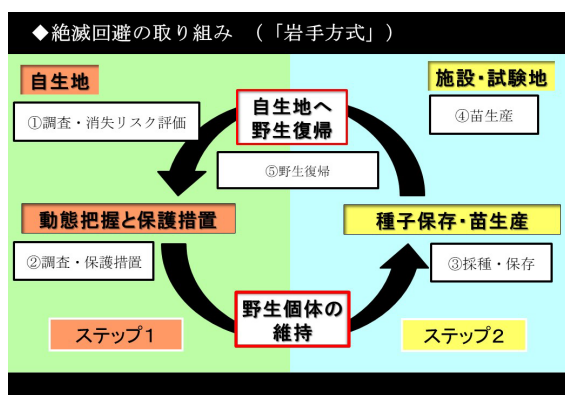 ◆絶滅回避の取り組み （「岩手方式」）
自生地
①調査・消失リスク評価
自生地へ
野生復帰
施設・試験地
④苗生産
⑤野生復帰
動態把握と保護措置
②調査・保護措置
種子保存・苗生産
③採種・保存
野生個体の
維持
ステップ１
ステップ２